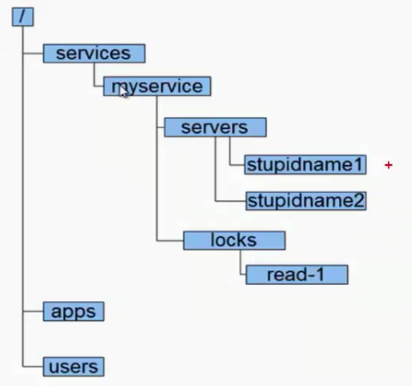 /
services
myservice
servers
stupidname1
stupidname2
locks
read-1
apps
users